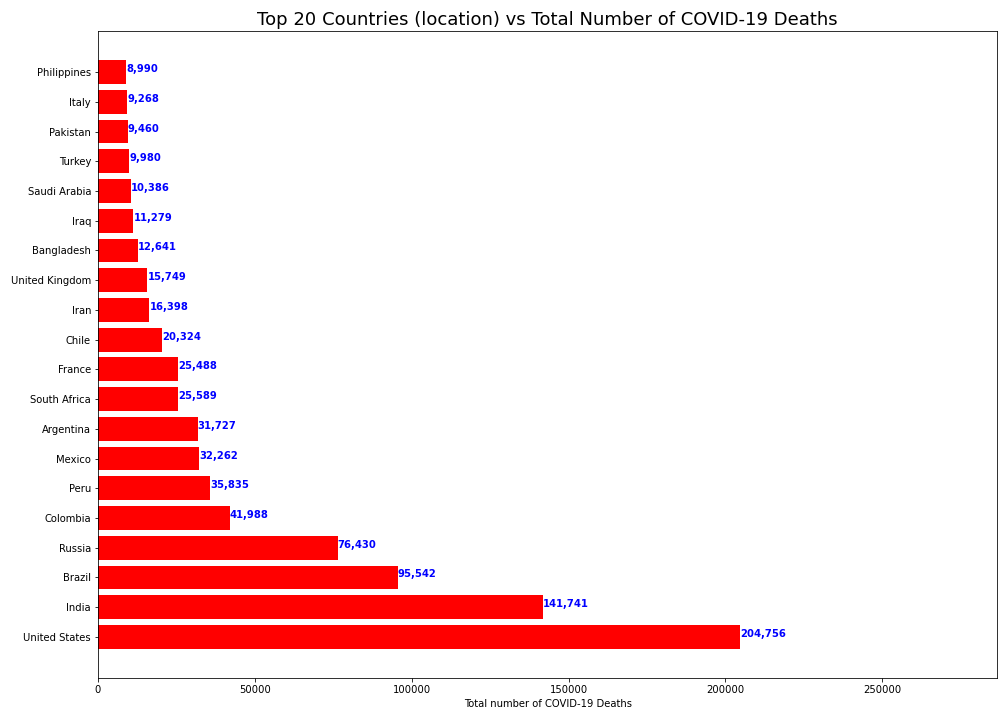 Top 20 Countries (location) vs Total Number of COVID-19 Deaths
Philippines 8,990
Italy 9,268
Pakistan 9,460
Turkey 9,980
Saudi Arabia 10,386
Iraq 11,279
Bangladesh 12,641
United Kingdom 15,749
Iran 16,398
Chile 20,324
France 25,488
South Africa 25,589
Argentina 31,727
Mexico 32,262
Peru 35,835
Colombia 41,988
Russia 76,430
Brazil 95,542
India 141,741
United States 204,756
0 50000 100000 150000 200000 250000
Total number of COVID-19 Deaths